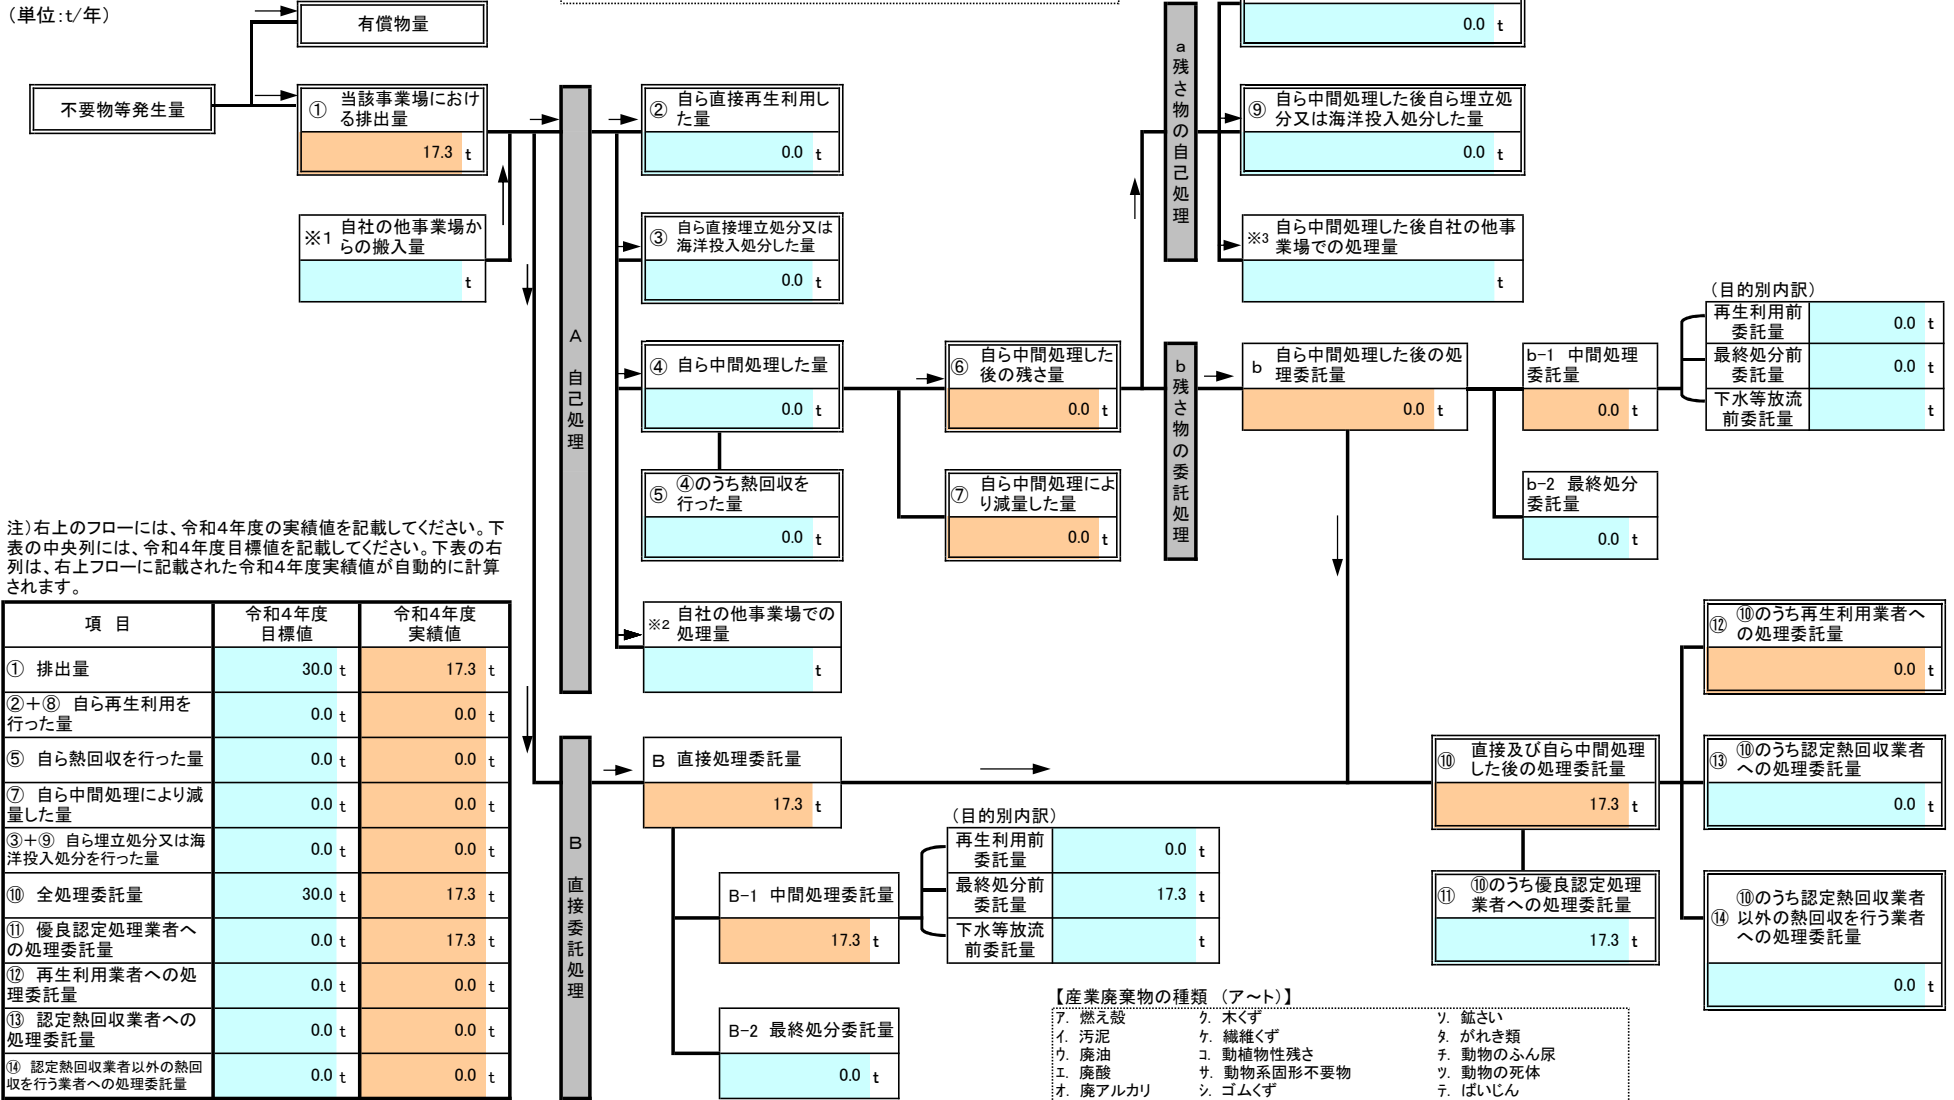 (単位:t/年)
有償物量
不要物等発生量
① 当該事業場におけ
る排出量
17.3 t
※1 自社の他事業場か
らの搬入量
t
A 自己処理
② 自ら直接再生利用し
た量
0.0 t
③ 自ら直接埋立処分又は
海洋投入処分した量
0.0 t
④ 自ら中間処理した量
0.0 t
⑤ ④のうち熱回収を
行った量
0.0 t
※2 自社の他事業場での
処理量
t
⑥ 自ら中間処理した
後の残さ量
0.0 t
⑦ 自ら中間処理によ
り減量した量
0.0 t
a残さ物の自己処理
0.0 t
⑨ 自ら中間処理した後自ら埋立処
分又は海洋投入処分した量
0.0 t
※3 自ら中間処理した後自社の他事
業場での処理量
t
b残さ物の委託処理
b 自ら中間処理した後の処
理委託量
0.0 t
b-1 中間処理
委託量
0.0 t
b-2 最終処分
委託量
0.0 t
(目的別内訳)
再生利用前
委託量 0.0 t
最終処分前
委託量 0.0 t
下水等放流
前委託量 t
注)右上のフローには、令和4年度の実績値を記載してください。下
表の中央列には、令和4年度目標値を記載してください。下表の右
列は、右上フローに記載された令和4年度実績値が自動的に計算
されます。
項 目 令和4年度 令和4年度
目標値 実績値
① 排出量 30.0 t 17.3 t
②+⑧ 自ら再生利用を
行った量 0.0 t 0.0 t
⑤ 自ら熱回収を行った量 0.0 t 0.0 t
⑦ 自ら中間処理により減
量した量 0.0 t 0.0 t
③+⑨ 自ら埋立処分又は海
洋投入処分を行った量 0.0 t 0.0 t
⑩ 全処理委託量 30.0 t 17.3 t
⑪ 優良認定処理業者へ
の処理委託量 0.0 t 17.3 t
⑫ 再生利用業者への処
理委託量 0.0 t 0.0 t
⑬ 認定熱回収業者への
処理委託量 0.0 t 0.0 t
⑭ 認定熱回収業者以外の熱回
収を行う業者への処理委託量 0.0 t 0.0 t
B 直接委託処理
B 直接処理委託量
17.3 t
B-1 中間処理委託量
17.3 t
B-2 最終処分委託量
0.0 t
(目的別内訳)
再生利用前
委託量 0.0 t
最終処分前
委託量 17.3 t
下水等放流
前委託量 t
⑩ 直接及び自ら中間処理
した後の処理委託量
17.3 t
⑪ ⑩のうち優良認定処理
業者への処理委託量
17.3 t
⑫ ⑩のうち再生利用業者へ
の処理委託量
0.0 t
⑬ ⑩のうち認定熱回収業者
への処理委託量
0.0 t
⑭ ⑩のうち認定熱回収業者
以外の熱回収を行う業者
への処理委託量
0.0 t
【産業廃棄物の種類 (ア~ト)】
ア. 燃え殻 ク. 木くず ソ. 鉱さい
イ. 汚泥 ケ. 繊維くず タ. がれき類
ウ. 廃油 コ. 動植物性残さ チ. 動物のふん尿
エ. 廃酸 サ. 動物系固形不要物 ツ. 動物の死体
オ. 廃アルカリ シ. ゴムくず テ. ばいじん